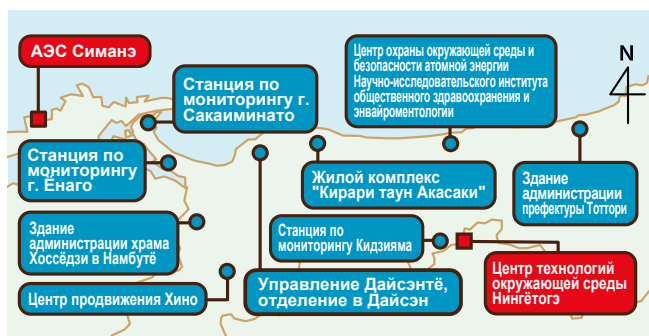 АЭС Симанэ
Станция по
мониторингу г.
Сакаиминато
Центр охраны окружающей среды и
безопасности атомной энергии
Научно-исследовательского института
общественного здравоохранения и
энвайроментологии
N
Станция по
мониторингу
г. Ёнаго
Жилой комплекс
"Кирари таун Акасаки"
Здание
администрации
префектуры Тоттори
Здание
администрации храма
Хоссёдзи в Намбутё
Станция по
мониторингу Кидзияма
Центр технологий
окружающей среды
Нингётогэ
Центр продвижения Хино
Управление Дайсэнтё,
отделение в Дайсэн